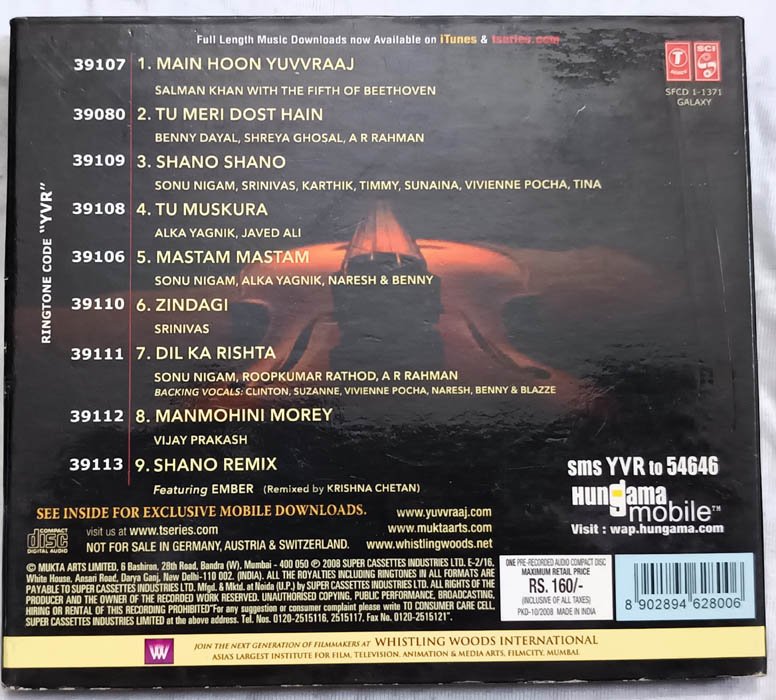 Full Length Music Downloads now Available on iTunes & tseries.com
39107 1. MAIN HOON YUVVRAAJ
SALMAN KHAN WITH THE FIFTH OF BEETHOVEN
39080 2. TU MERI DOST HAIN
BENNY DAYAL, SHREYA GHOSAL, A R RAHMAN
39109 3. SHANO SHANO
SONU NIGAM, SRINIVAS, KARTHIK, TIMMY, SUNAINA, VIVIENNE POCHA, TINA
39108 4. TU MUSKURA
ALKA YAGNIK, JAVED ALI
39106 5. MASTAM MASTAM
SONU NIGAM, ALKA YAGNIK, NARESH & BENNY
39110 6. ZINDAGI
SRINIVAS
39111 7. DIL KA RISHTA
SONU NIGAM, ROOPKUMAR RATHOD, A R RAHMAN
BACKING VOCALS: CLINTON, SUZANNE, VIVIENNE POCHA, NARESH, BENNY & BLAZZE
39112 8. MANMOHINI MOREY
VIJAY PRAKASH
39113 9. SHANO REMIX
Featuring EMBER (Remixed by KRISHNA CHETAN)
RINGTONE CODE "YVR"
T
SERIES
SCI
SFCD 1-1371
GALAXY
sms YVR to 54646
HUNGAMA
mobile™
Visit : wap.hungama.com
SEE INSIDE FOR EXCLUSIVE MOBILE DOWNLOADS.
www.yuvvraaj.com
COMPACT
disc
DIGITAL AUDIO
visit us at www.tseries.com
www.muktaarts.com
NOT FOR SALE IN GERMANY, AUSTRIA & SWITZERLAND.
www.whistlingwoods.net
© MUKTA ARTS LIMITED, 6 Bashiron, 28th Road, Bandra (W), Mumbai - 400 050 ℗ 2008 SUPER CASSETTES INDUSTRIES LTD. E-2/16,
White House, Ansari Road, Darya Ganj, New Delhi-110 002. (INDIA). ALL THE ROYALTIES INCLUDING RINGTONES IN ALL FORMATS ARE
PAYABLE TO SUPER CASSETTES INDUSTRIES LTD. Mfgd. & Mktd. at Noida (U.P.) by SUPER CASSETTES INDUSTRIES LTD. ALL RIGHTS OF THE
PRODUCER AND THE OWNER OF THE RECORDED WORK RESERVED. UNAUTHORISED COPYING, PUBLIC PERFORMANCE, BROADCASTING,
HIRING OR RENTAL OF THIS RECORDING PROHIBITED"For any suggestion or consumer complaint please write TO CONSUMER CARE CELL,
SUPER CASSETTES INDUSTRIES LIMITED at the above address. Tel. Nos. 0120-2515116, 2515117, Fax No. 0120-2515121".
ONE PRE-RECORDED AUDIO COMPACT DISC
MAXIMUM RETAIL PRICE
RS. 160/-
(INCLUSIVE OF ALL TAXES)
PKD-10/2008 MADE IN INDIA
8 902894 628006
W
JOIN THE NEXT GENERATION OF FILMMAKERS AT WHISTLING WOODS INTERNATIONAL
ASIA'S LARGEST INSTITUTE FOR FILM, TELEVISION, ANIMATION & MEDIA ARTS, FILMCITY, MUMBAI.